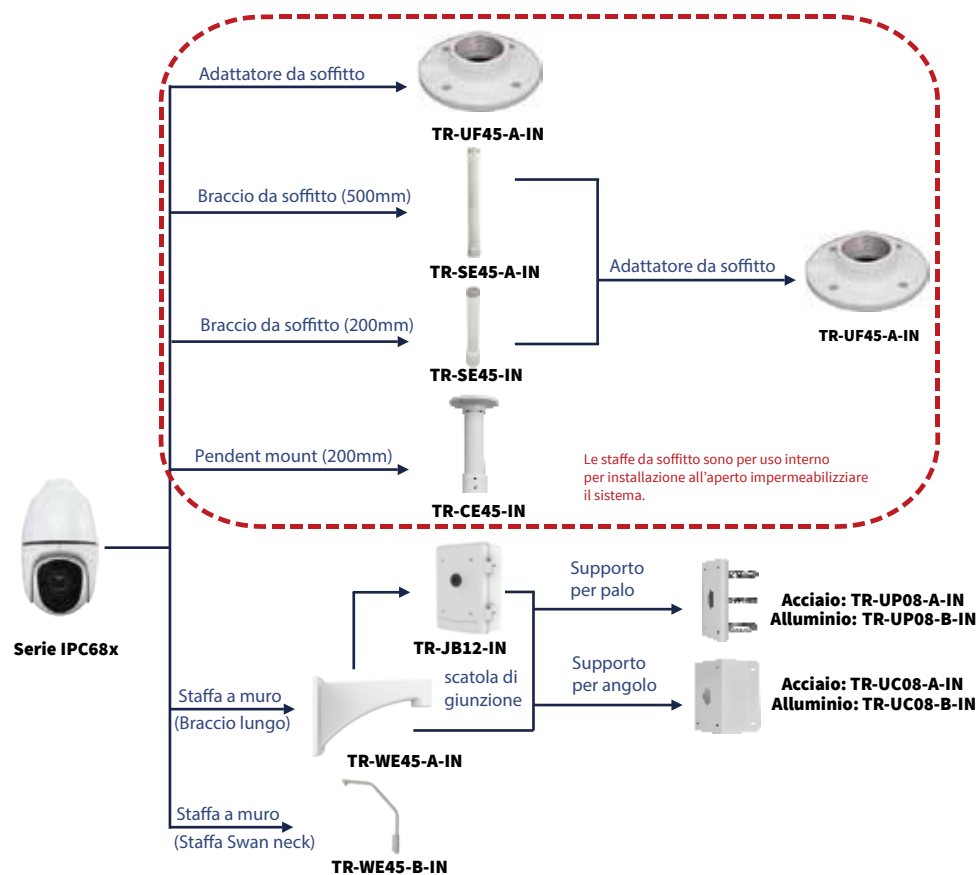 Adattatore da soffitto
TR-UF45-A-IN
Braccio da soffitto (500mm)
TR-SE45-A-IN
Adattatore da soffitto
TR-UF45-A-IN
Braccio da soffitto (200mm)
TR-SE45-IN
Pendent mount (200mm)
TR-CE45-IN
Le staffe da soffitto sono per uso interno
per installazione all'aperto impermeabilizziare
il sistema.
Serie IPC68x
TR-JB12-IN
scatola di
giunzione
Supporto
per palo
Acciaio: TR-UP08-A-IN
Alluminio: TR-UP08-B-IN
Supporto
per angolo
Acciaio: TR-UC08-A-IN
Alluminio: TR-UC08-B-IN
Staffa a muro
(Braccio lungo)
TR-WE45-A-IN
Staffa a muro
(Staffa Swan neck)
TR-WE45-B-IN